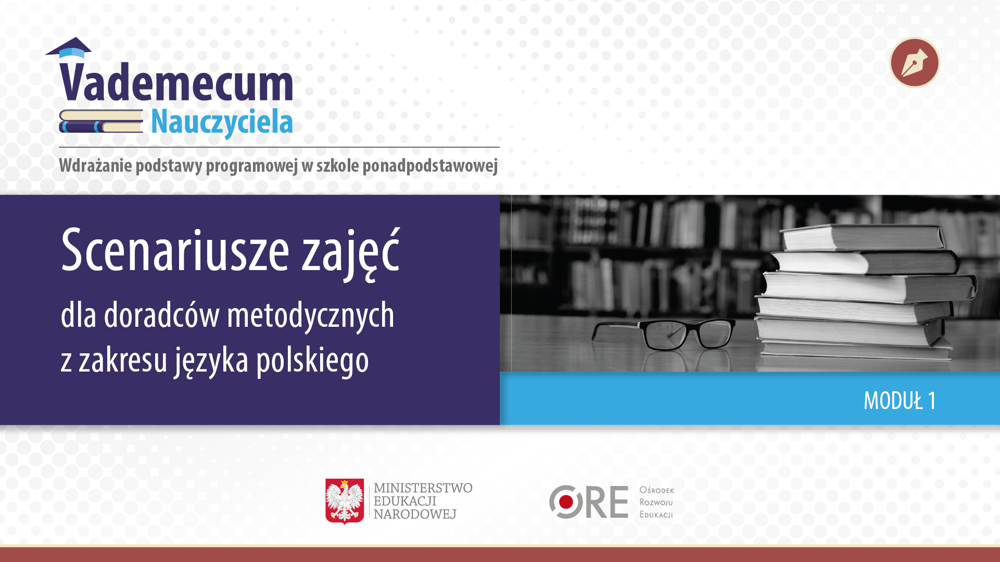 Vademecum
Nauczyciela
Wdrażanie podstawy programowej w szkole ponadpodstawowej
Scenariusze zajęć
dla doradców metodycznych
z zakresu języka polskiego
MODUŁ 1
MINISTERSTWO
EDUKACJI
NARODOWEJ
ORE
OŚRODEK
ROZWOJU
EDUKACJI